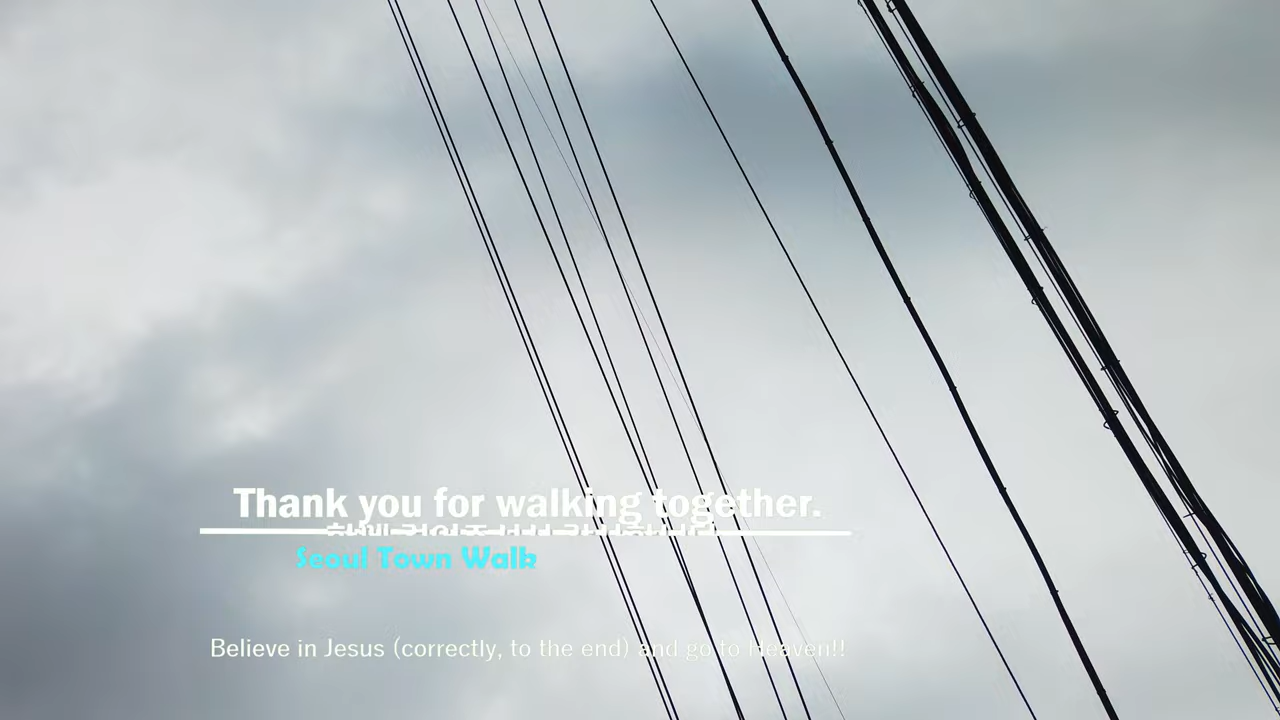 Thank you for walking together.
Seoul Town Walk
Believe in Jesus (correctly, to the end) and go to Heaven!!